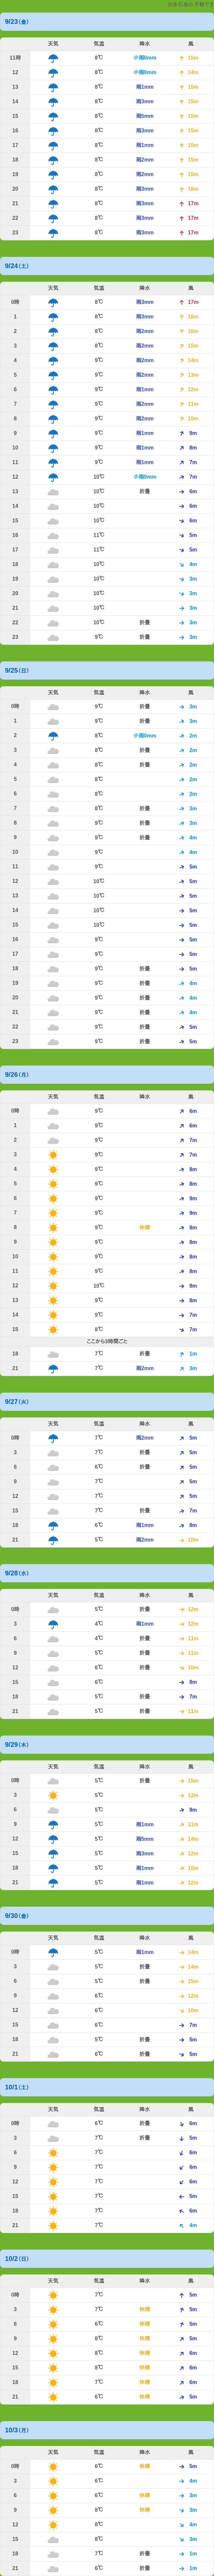 9/23(金)
天気 気温 降水 風
11時 8℃ 小雨0mm 15m
12 8℃ 小雨0mm 14m
13 8℃ 雨1mm 15m
14 8℃ 雨3mm 15m
15 8℃ 雨5mm 15m
16 8℃ 雨3mm 15m
17 8℃ 雨1mm 15m
18 8℃ 雨2mm 15m
19 8℃ 雨2mm 15m
20 8℃ 雨3mm 16m
21 8℃ 雨3mm 17m
22 8℃ 雨3mm 17m
23 8℃ 雨3mm 17m
9/24(土)
天気 気温 降水 風
0時 8℃ 雨3mm 17m
1 8℃ 雨3mm 16m
2 8℃ 雨2mm 16m
3 8℃ 雨2mm 15m
4 9℃ 雨2mm 14m
5 9℃ 雨2mm 13m
6 9℃ 雨1mm 12m
7 9℃ 雨2mm 11m
8 9℃ 雨2mm 10m
9 9℃ 雨1mm 9m
10 9℃ 雨1mm 8m
11 9℃ 雨1mm 7m
12 10℃ 小雨0mm 7m
13 10℃ 折畳 6m
14 10℃ 6m
15 10℃ 6m
16 11℃ 5m
17 11℃ 5m
18 10℃ 4m
19 10℃ 3m
20 10℃ 3m
21 10℃ 3m
22 10℃ 折畳 3m
23 9℃ 折畳 3m
9/25(日)
天気 気温 降水 風
0時 9℃ 折畳 3m
1 9℃ 折畳 3m
2 8℃ 小雨0mm 2m
3 8℃ 折畳 2m
4 8℃ 折畳 2m
5 8℃ 2m
6 8℃ 2m
7 8℃ 折畳 3m
8 9℃ 折畳 3m
9 9℃ 折畳 4m
10 9℃ 4m
11 9℃ 5m
12 10℃ 5m
13 10℃ 5m
14 10℃ 5m
15 10℃ 5m
16 9℃ 5m
17 9℃ 5m
18 9℃ 折畳 5m
19 9℃ 折畳 4m
20 9℃ 折畳 4m
21 9℃ 折畳 4m
22 9℃ 折畳 5m
23 9℃ 折畳 5m
9/26(月)
天気 気温 降水 風
0時 9℃ 6m
1 9℃ 6m
2 9℃ 7m
3 9℃ 7m
4 9℃ 8m
5 9℃ 8m
6 9℃ 9m
7 9℃ 9m
8 9℃ 快晴 8m
9 9℃ 8m
10 9℃ 8m
11 9℃ 8m
12 10℃ 9m
13 9℃ 8m
14 9℃ 7m
15 8℃ 7m
ここから3時間ごと
18 7℃ 折畳 1m
21 7℃ 雨2mm 3m
9/27(火)
天気 気温 降水 風
0時 7℃ 雨2mm 5m
3 7℃ 折畳 5m
6 7℃ 折畳 5m
9 7℃ 5m
12 7℃ 5m
15 7℃ 折畳 7m
18 6℃ 雨1mm 8m
21 5℃ 雨2mm 10m
9/28(水)
天気 気温 降水 風
0時 5℃ 折畳 12m
3 4℃ 雨1mm 12m
6 4℃ 折畳 11m
9 5℃ 折畳 11m
12 6℃ 折畳 10m
15 6℃ 8m
18 5℃ 折畳 7m
21 5℃ 折畳 11m
9/29(木)
天気 気温 降水 風
0時 5℃ 折畳 15m
3 5℃ 12m
6 5℃ 9m
9 5℃ 雨1mm 11m
12 5℃ 雨5mm 14m
15 5℃ 雨3mm 12m
18 5℃ 雨1mm 10m
21 5℃ 雨1mm 12m
9/30(金)
天気 気温 降水 風
0時 5℃ 雨1mm 14m
3 6℃ 折畳 14m
6 6℃ 折畳 15m
9 6℃ 12m
12 6℃ 10m
15 6℃ 7m
18 5℃ 折畳 5m
21 6℃ 折畳 5m
10/1(土)
天気 気温 降水 風
0時 6℃ 折畳 6m
3 6℃ 折畳 5m
6 7℃ 6m
9 7℃ 6m
12 7℃ 6m
15 7℃ 5m
18 7℃ 6m
21 7℃ 4m
10/2(日)
天気 気温 降水 風
0時 7℃ 5m
3 7℃ 快晴 5m
6 6℃ 快晴 5m
9 8℃ 快晴 5m
12 8℃ 快晴 6m
15 8℃ 快晴 6m
18 7℃ 快晴 6m
21 6℃ 快晴 5m
10/3(月)
天気 気温 降水 風
0時 6℃ 快晴 5m
3 6℃ 4m
6 6℃ 快晴 3m
9 8℃ 快晴 3m
12 8℃ 4m
15 8℃ 3m
18 7℃ 折畳 1m
21 6℃ 折畳 1m